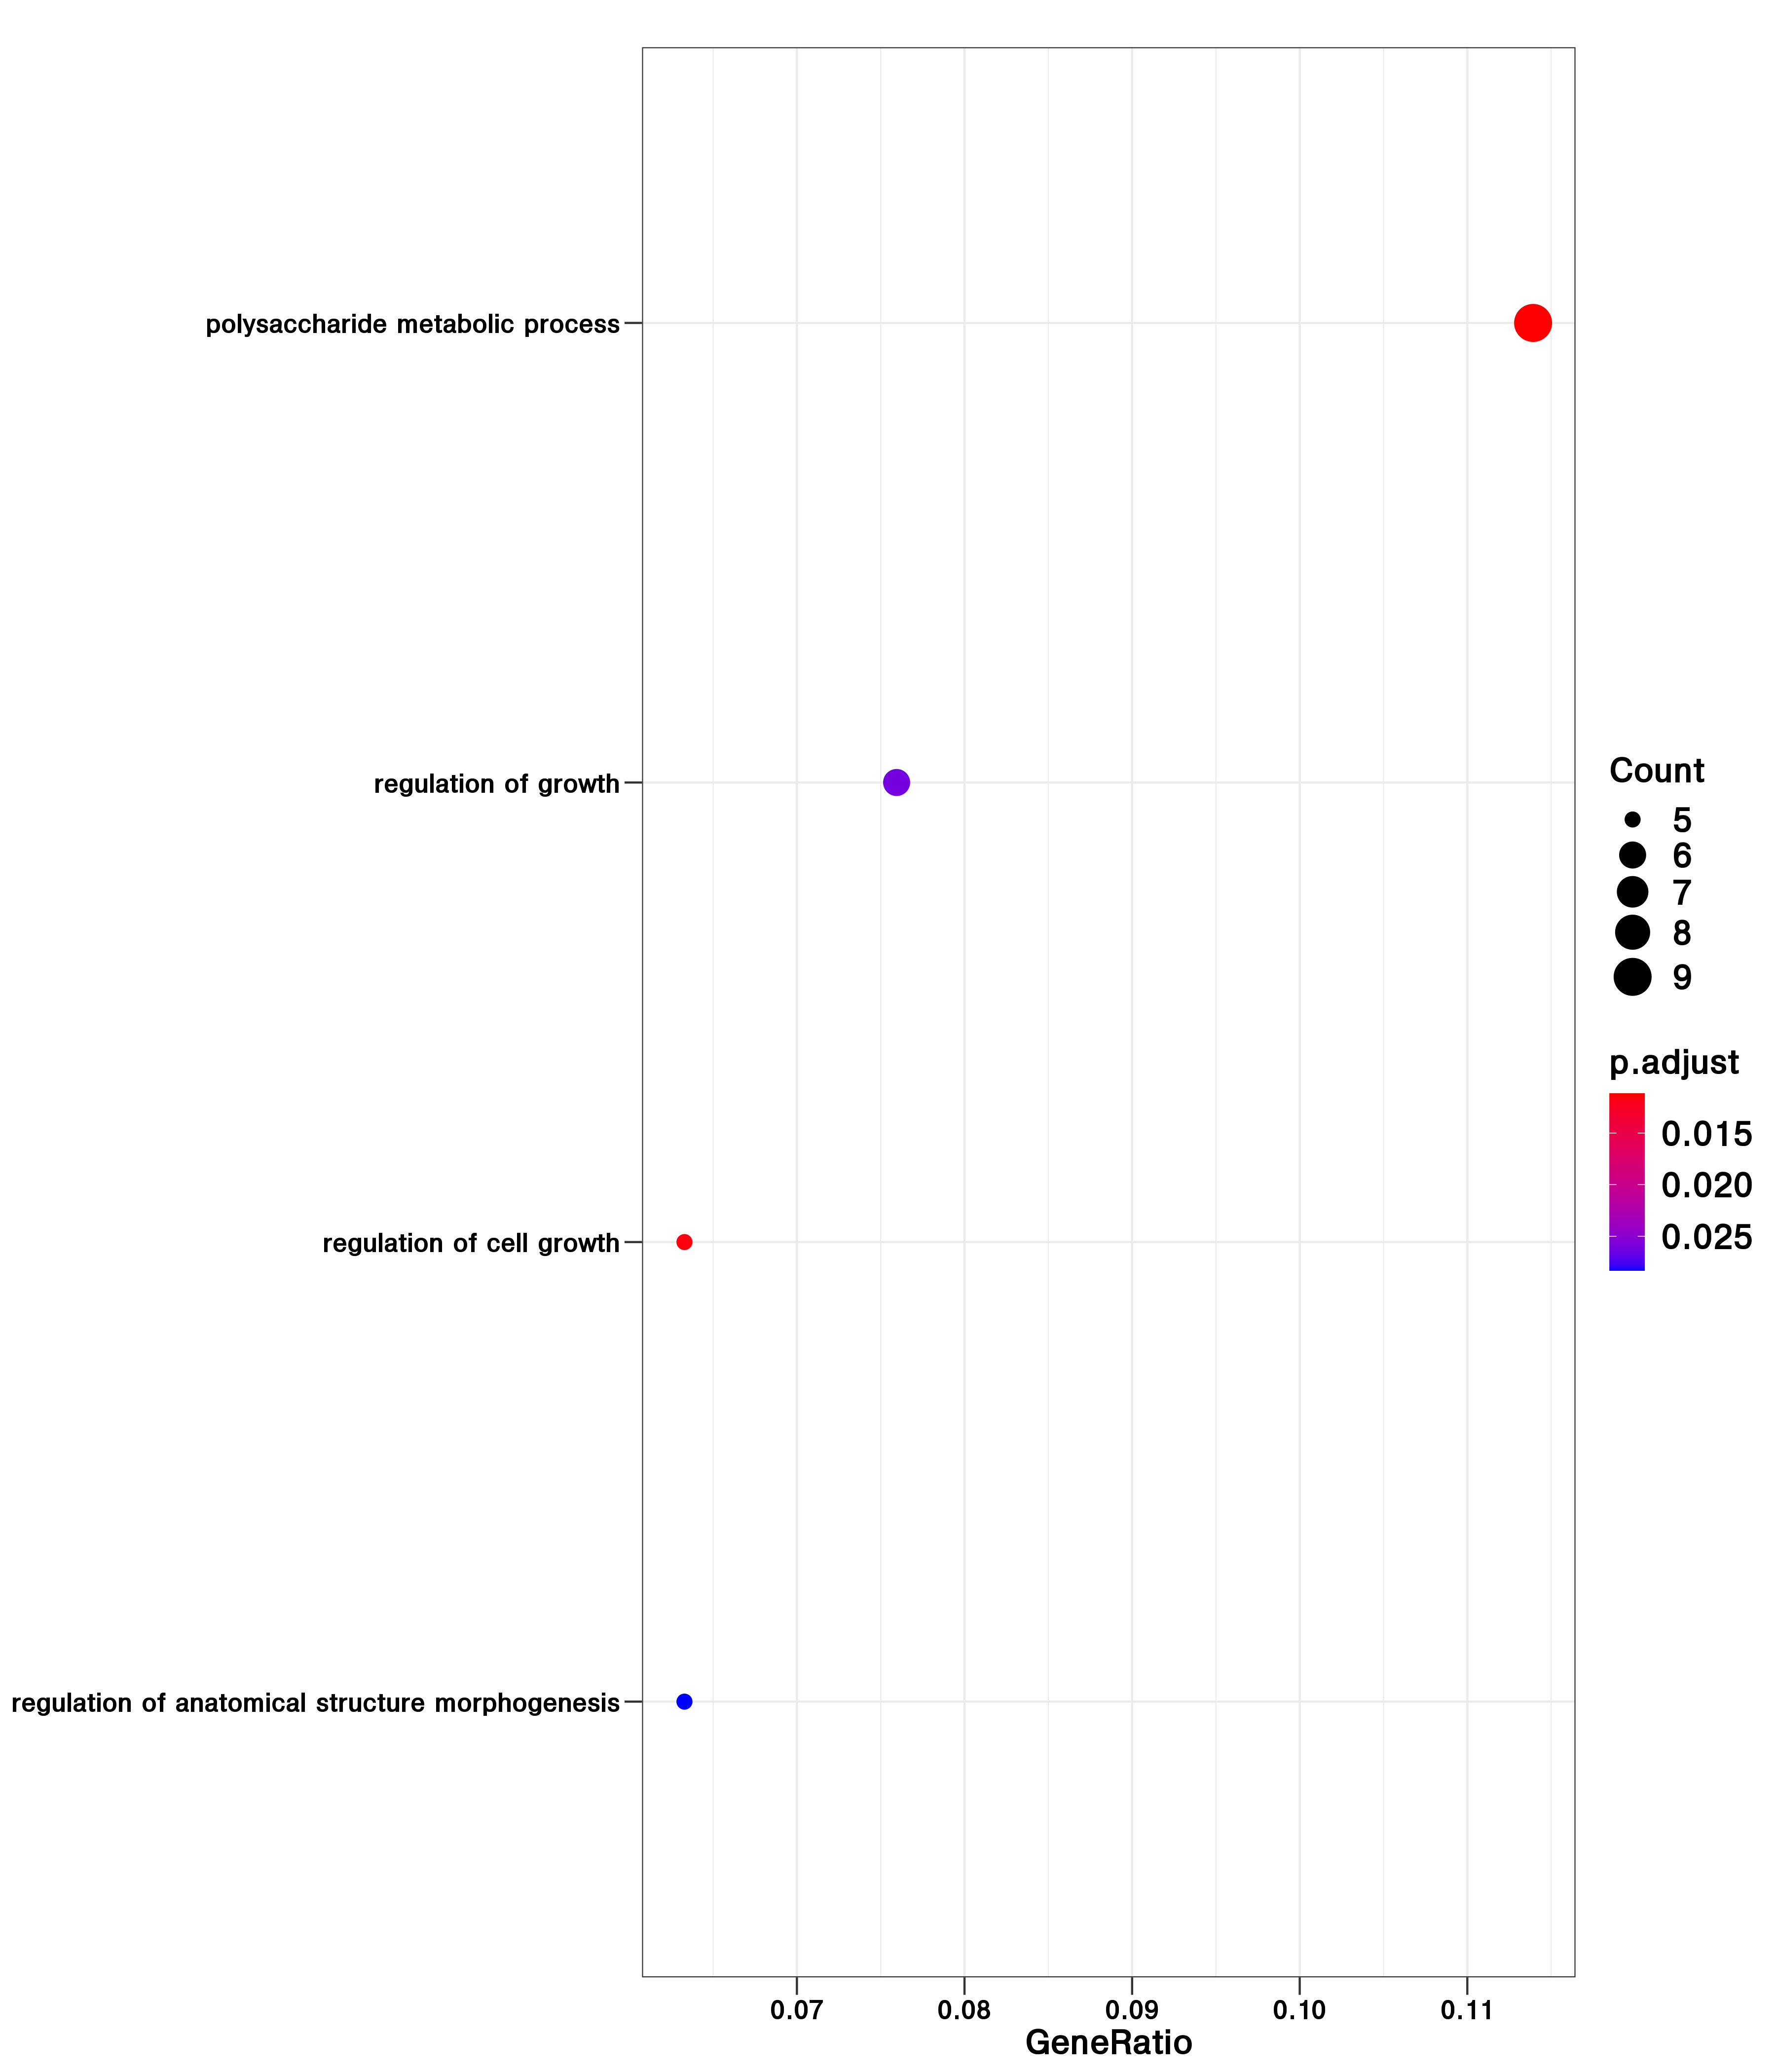 polysaccharide metabolic process
regulation of growth
regulation of cell growth
regulation of anatomical structure morphogenesis
0.07 0.08 0.09 0.10 0.11
GeneRatio
Count
5
6
7
8
9
p.adjust
0.015
0.020
0.025